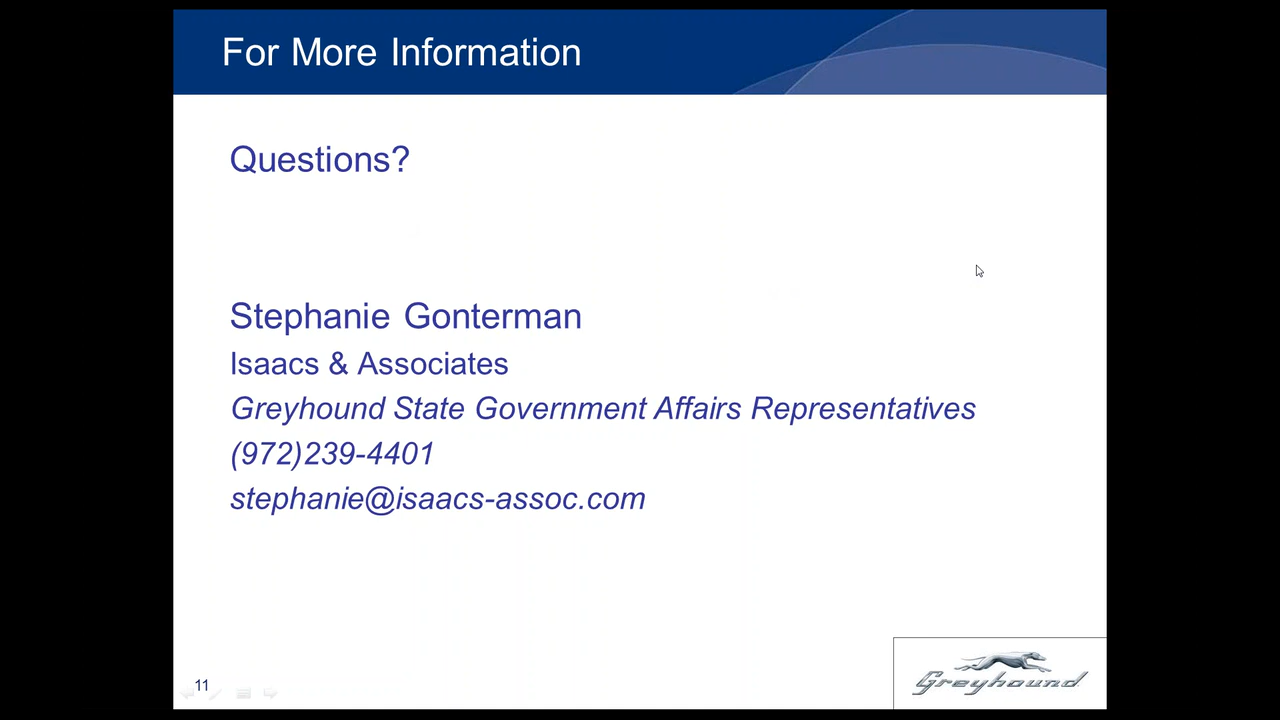 For More Information
Questions?
Stephanie Gonterman
Isaacs & Associates
Greyhound State Government Affairs Representatives
(972)239-4401
stephanie@isaacs-assoc.com
11
Greyhound